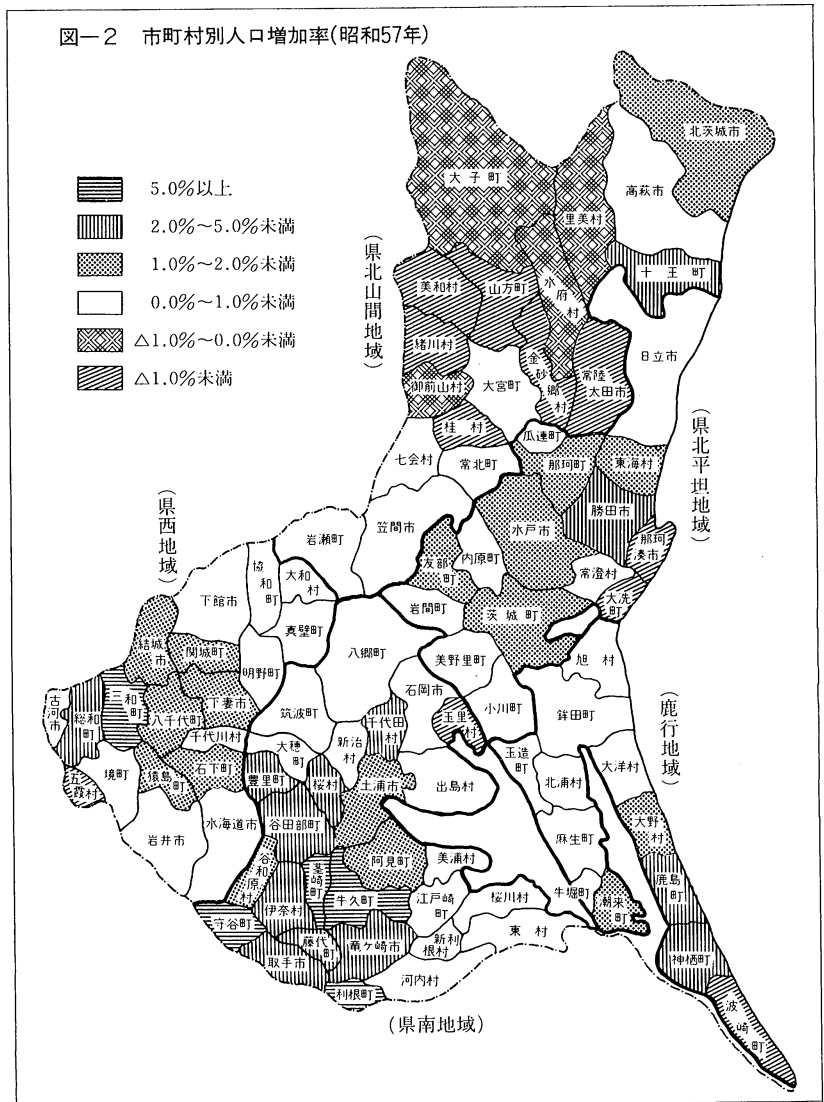 図－2　市町村別人口増加率(昭和57年)
5.0%以上
2.0%～5.0%未満
1.0%～2.0%未満
0.0%～1.0%未満
△1.0%～0.0%未満
△1.0%未満
(県北山間地域)
(県北平坦地域)
(県西地域)
(鹿行地域)
(県南地域)
北茨城市
大子町
高萩市
里美村
十王町
美和村
山方町
水府村
日立市
緒川村
金砂郷村
常陸太田市
御前山村
大宮町
桂村
瓜連町
七会村
常北町
那珂町
東海村
勝田市
水戸市
那珂湊市
笠間市
岩瀬町
友部町
内原町
常澄村
協和町
大和村
大洗町
下館市
岩間町
茨城町
真壁町
結城市
関城町
明野町
八郷町
美野里町
旭村
石岡市
古河市
総和町
三和町
八千代町
下妻市
筑波町
千代田村
玉里村
小川町
鉾田町
千代川村
大穂町
新治村
玉造町
大洋村
五霞村
境町
猿島町
石下町
豊里町
桜村
土浦市
出島村
北浦村
大野村
岩井市
水海道市
谷田部町
麻生町
阿見町
美浦村
鹿島町
谷和原村
茎崎町
牛久町
江戸崎町
桜川村
牛堀町
潮来町
守谷町
伊奈村
藤代町
竜ケ崎市
新利根村
東村
神栖町
取手市
河内村
利根町
波崎町